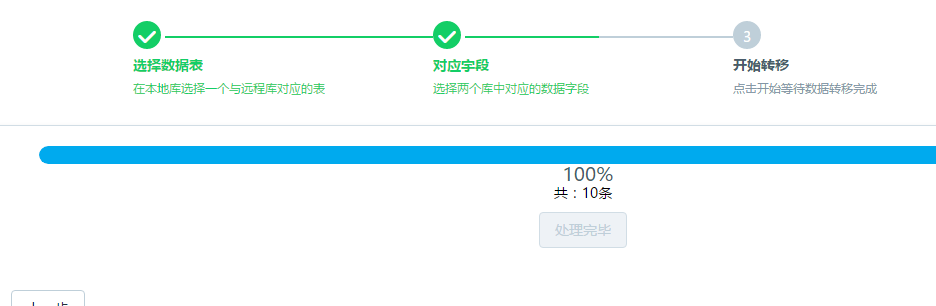 3
选择数据表
对应字段
开始转移
在本地库选择一个与远程库对应的表
选择两个库中对应的数据字段
点击开始等待数据转移完成
100%
共：10条
处理完毕